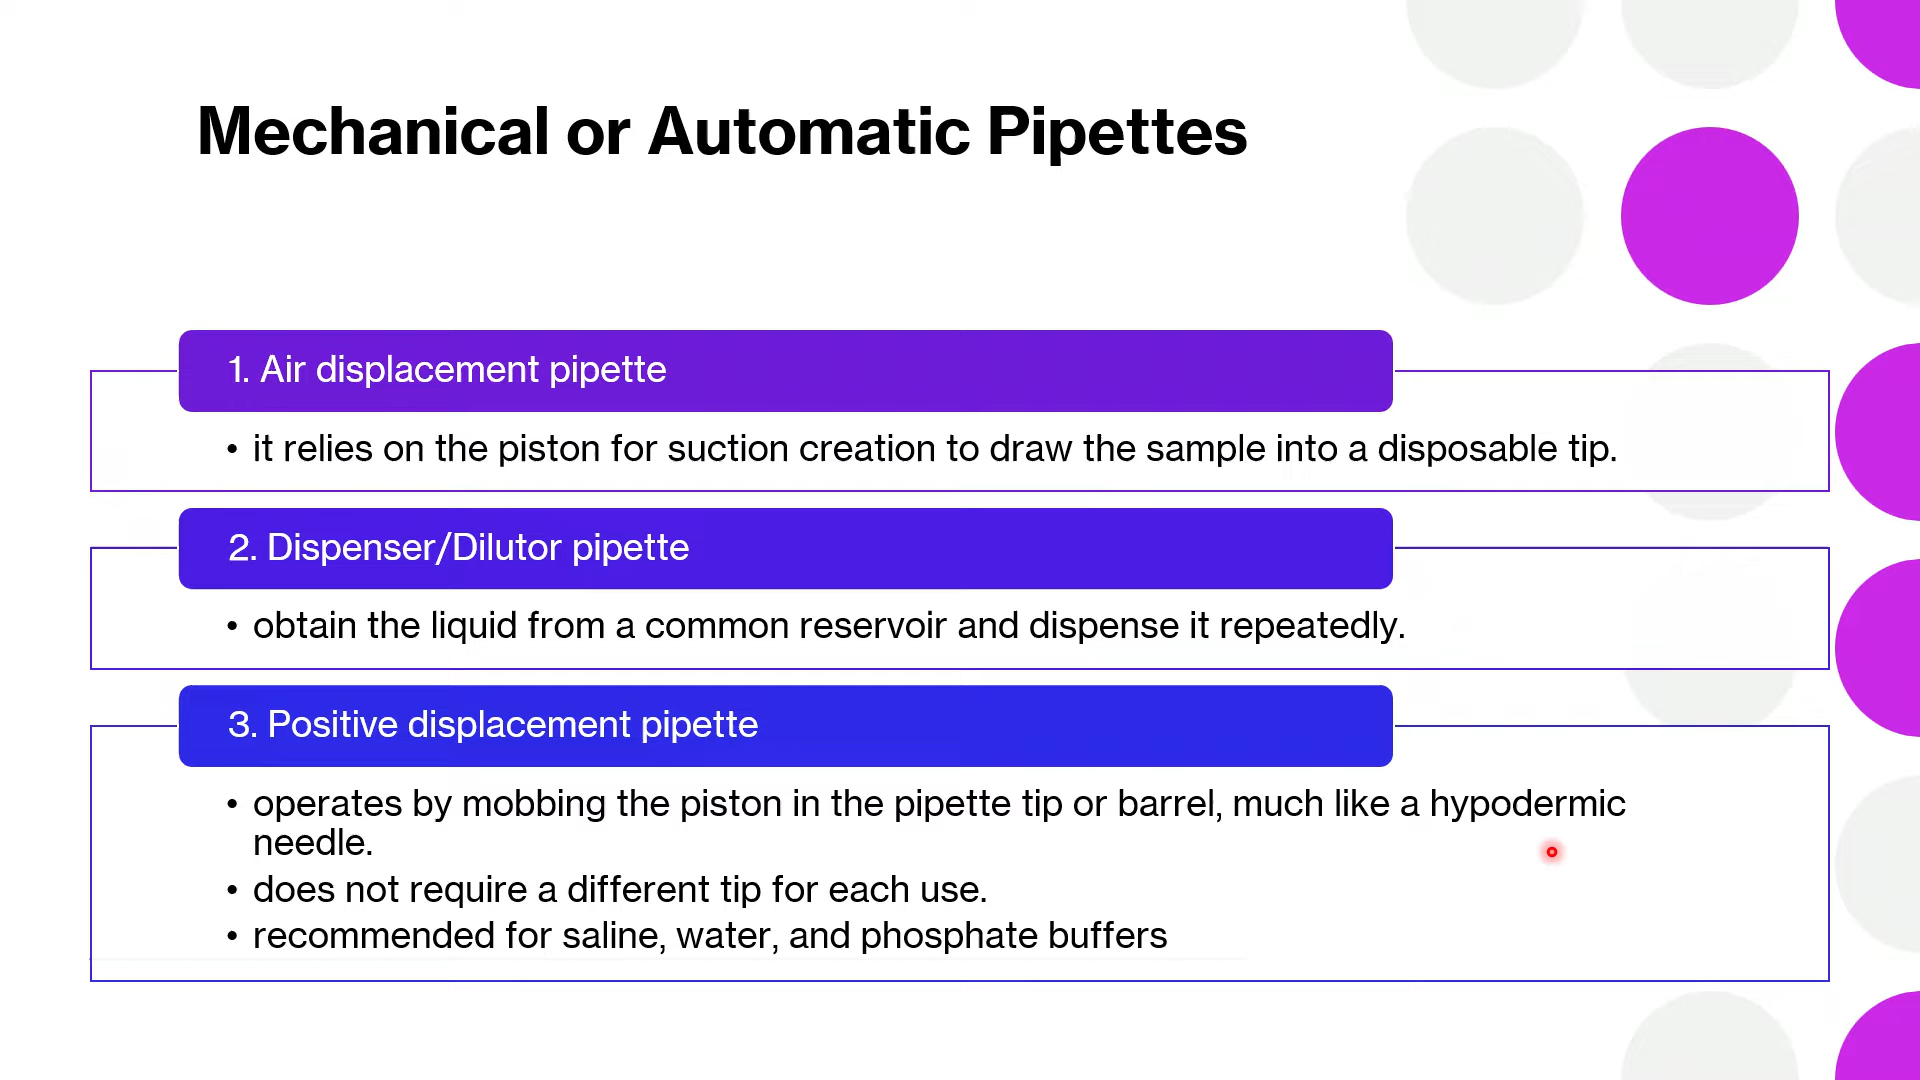 Mechanical or Automatic Pipettes
1. Air displacement pipette
• it relies on the piston for suction creation to draw the sample into a disposable tip.
2. Dispenser/Dilutor pipette
• obtain the liquid from a common reservoir and dispense it repeatedly.
3. Positive displacement pipette
• operates by mobbing the piston in the pipette tip or barrel, much like a hypodermic
needle.
• does not require a different tip for each use.
• recommended for saline, water, and phosphate buffers